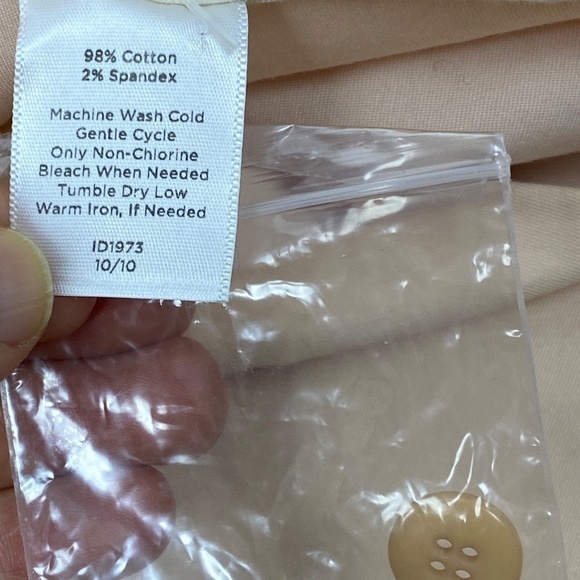 98% Cotton
2% Spandex
Machine Wash Cold
Gentle Cycle
Only Non-Chlorine
Bleach When Needed
Tumble Dry Low
Warm Iron, If Needed
ID1973
10/10